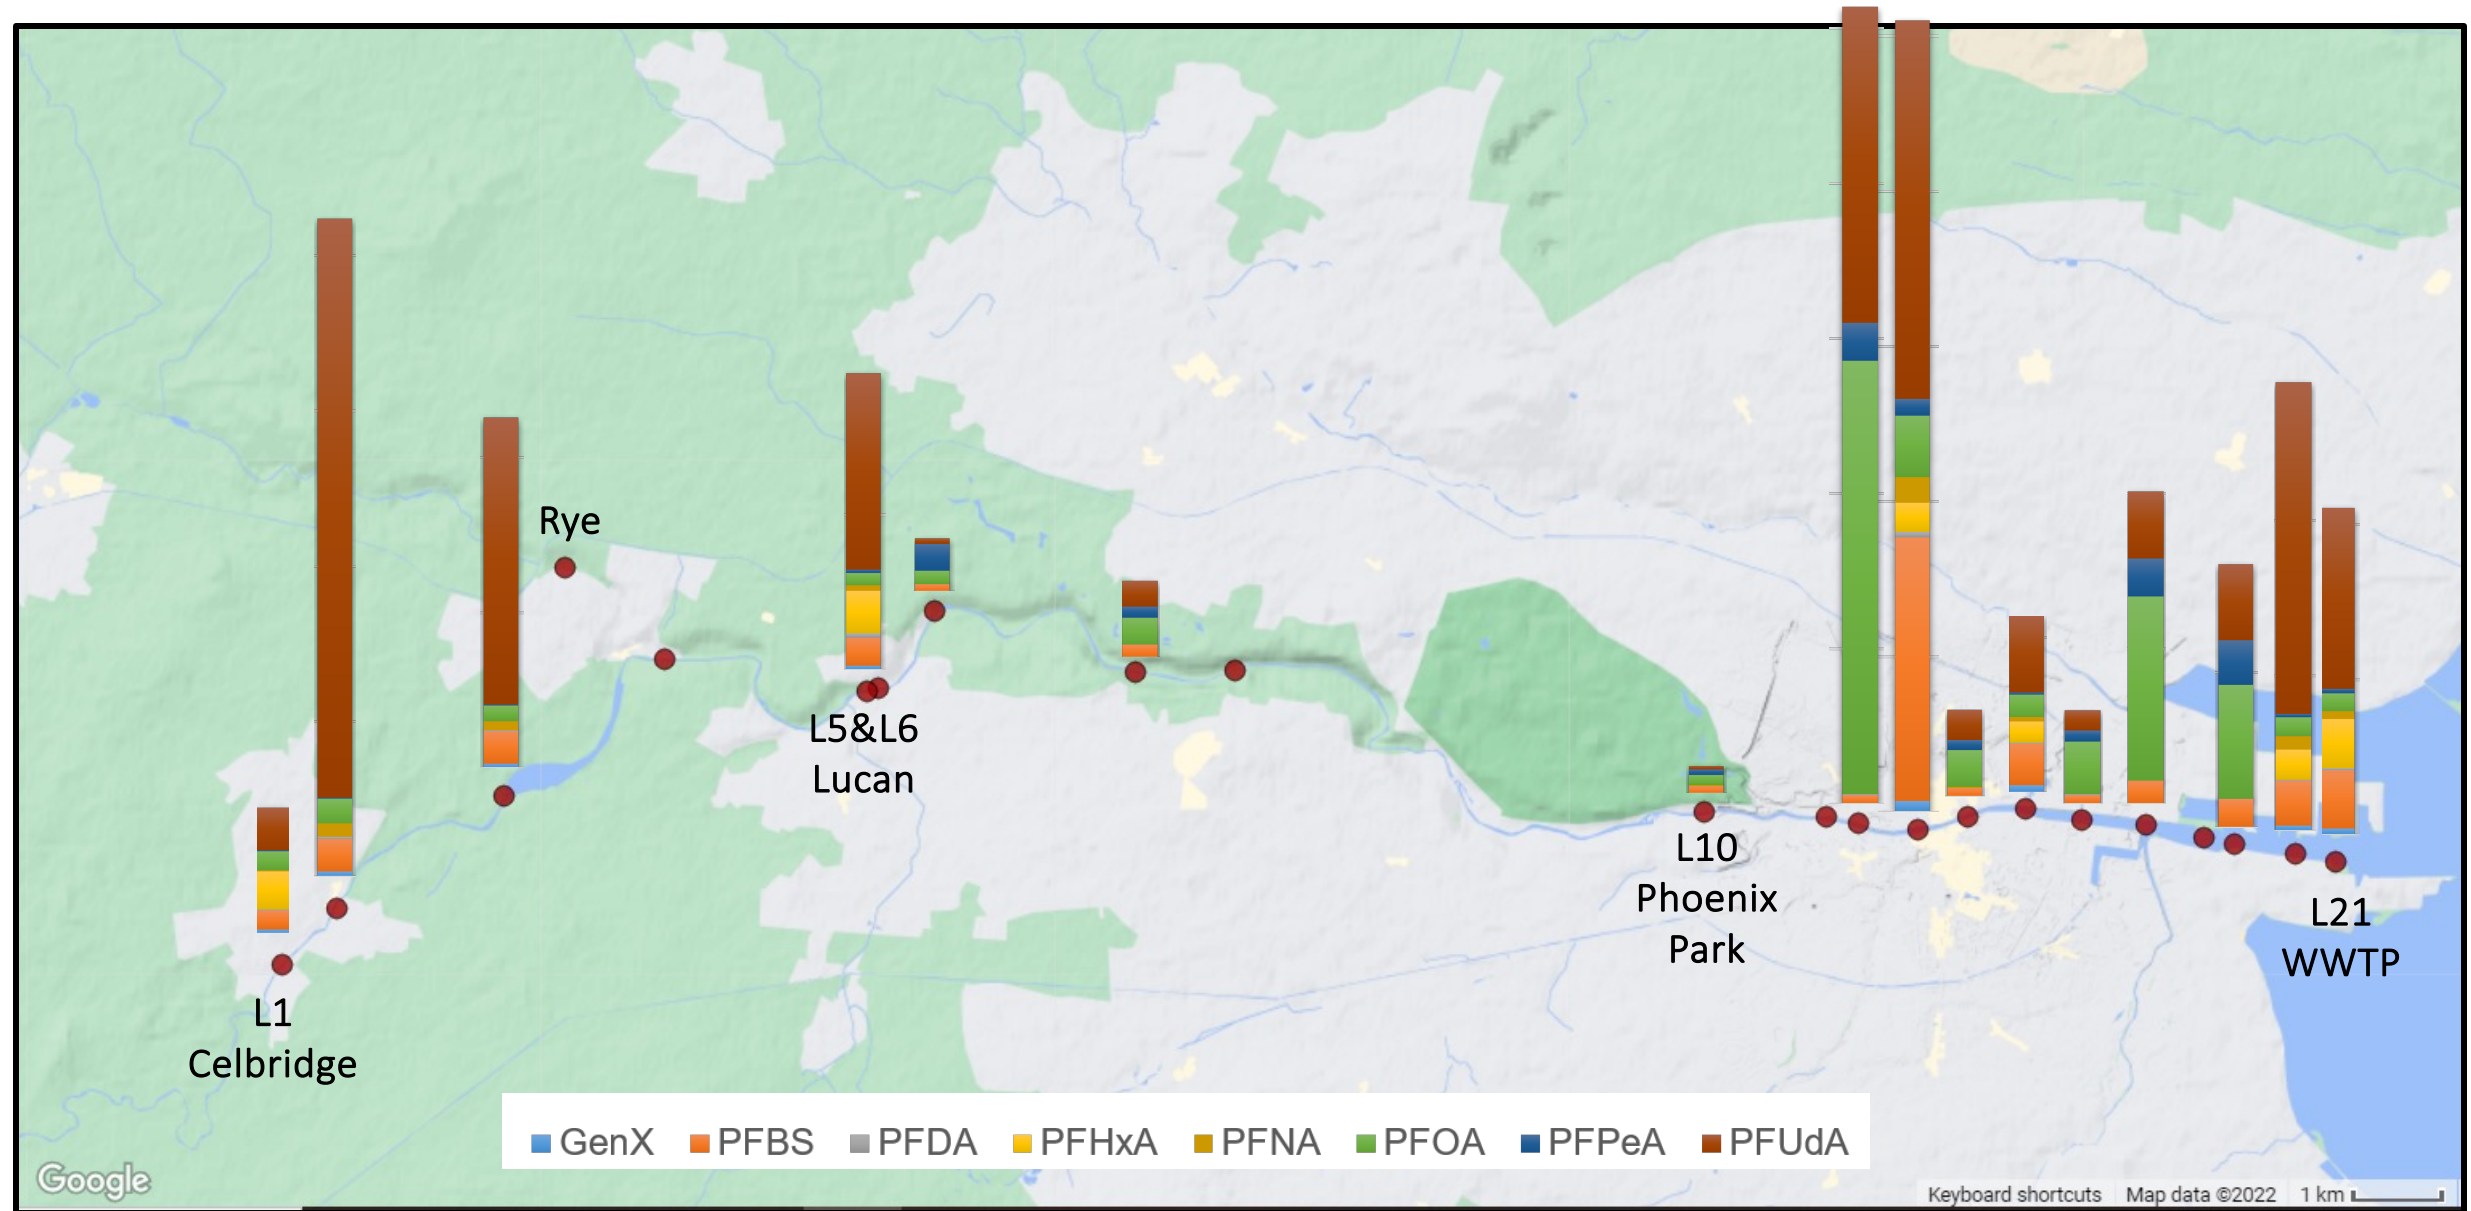 Rye
L5&L6
Lucan
L1
Celbridge
L10
Phoenix
Park
L21
WWTP
GenX PFBS PFDA PFHxA PFNA PFOA PFPeA PFUdA
Google
Keyboard shortcuts Map data ©2022 1 km